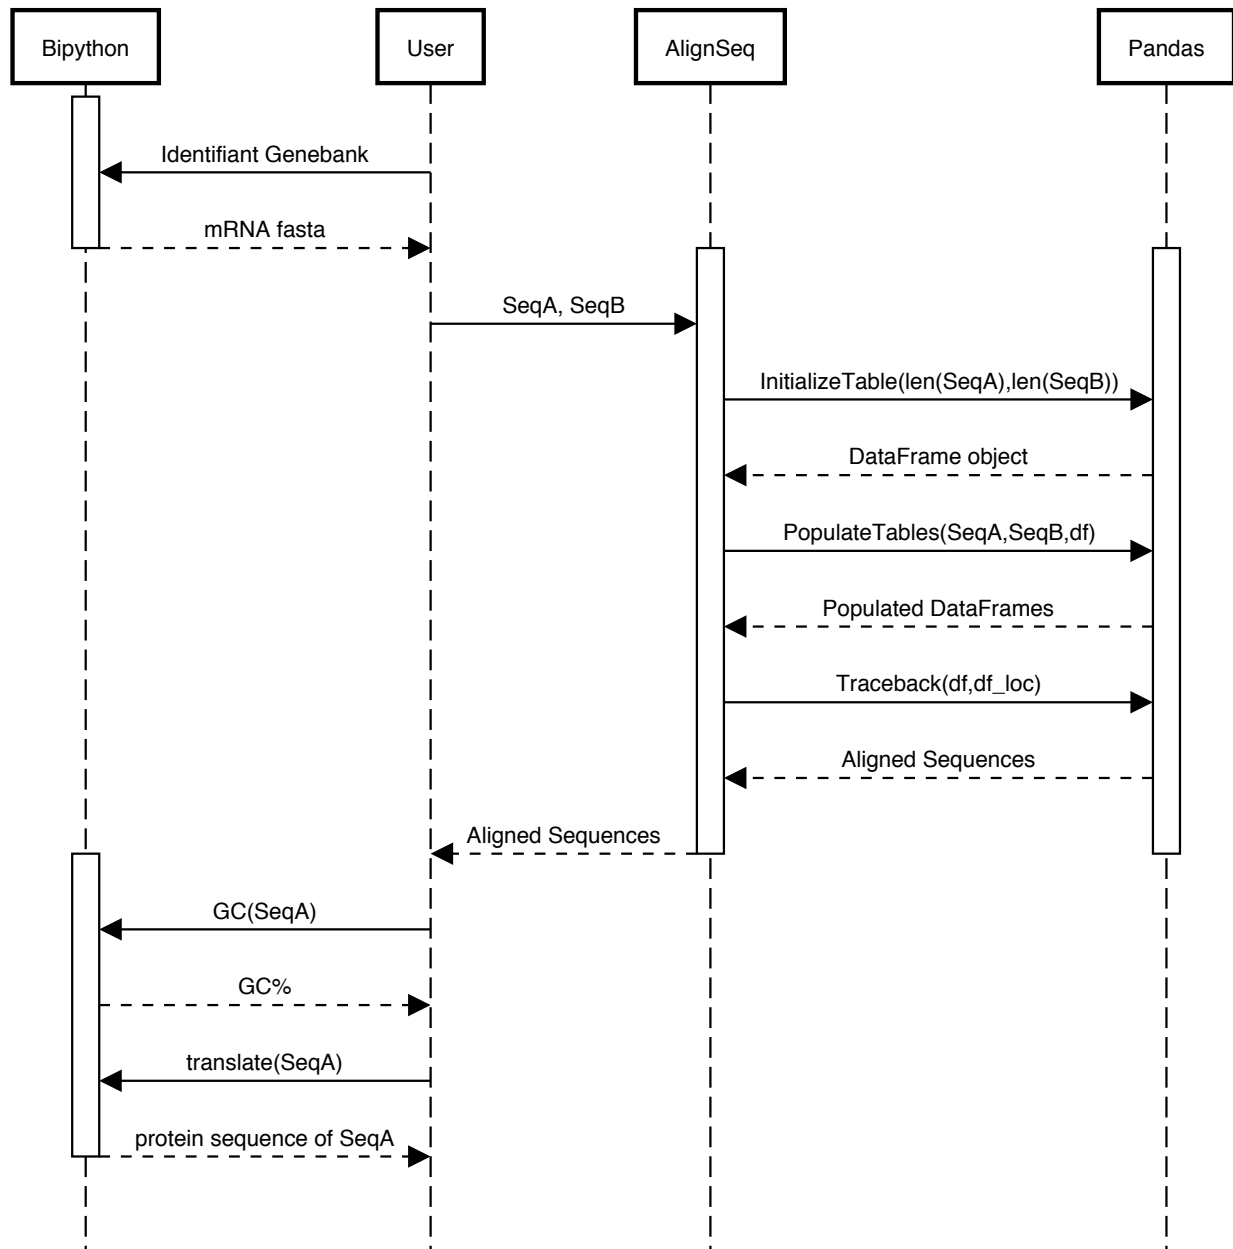 Bipython
User
AlignSeq
Pandas
Identifiant Genebank
mRNA fasta
SeqA, SeqB
InitializeTable(len(SeqA),len(SeqB))
DataFrame object
PopulateTables(SeqA,SeqB,df)
Populated DataFrames
Traceback(df,df_loc)
Aligned Sequences
Aligned Sequences
GC(SeqA)
GC%
translate(SeqA)
protein sequence of SeqA